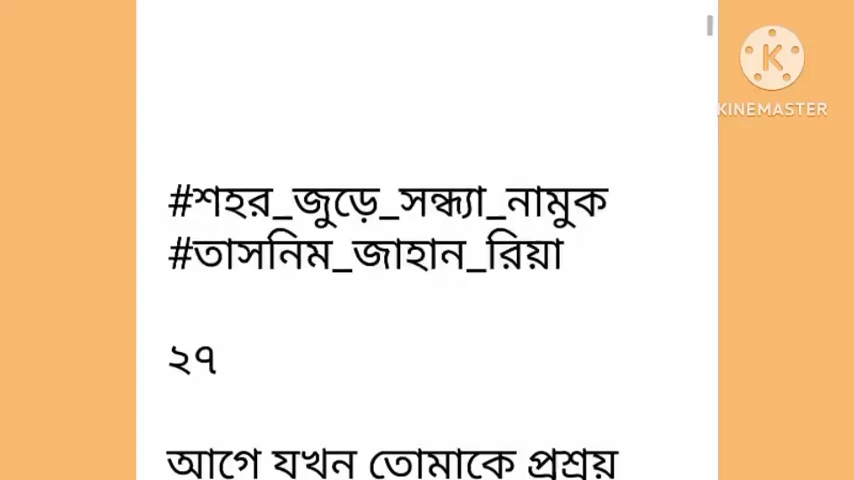 #শহর_জুড়ে_সন্ধ্যা_নামুক
#তাসনিম_জাহান_রিয়া
২৭
আগে যখন তোমাকে প্রশ্রয়
KINEMASTER